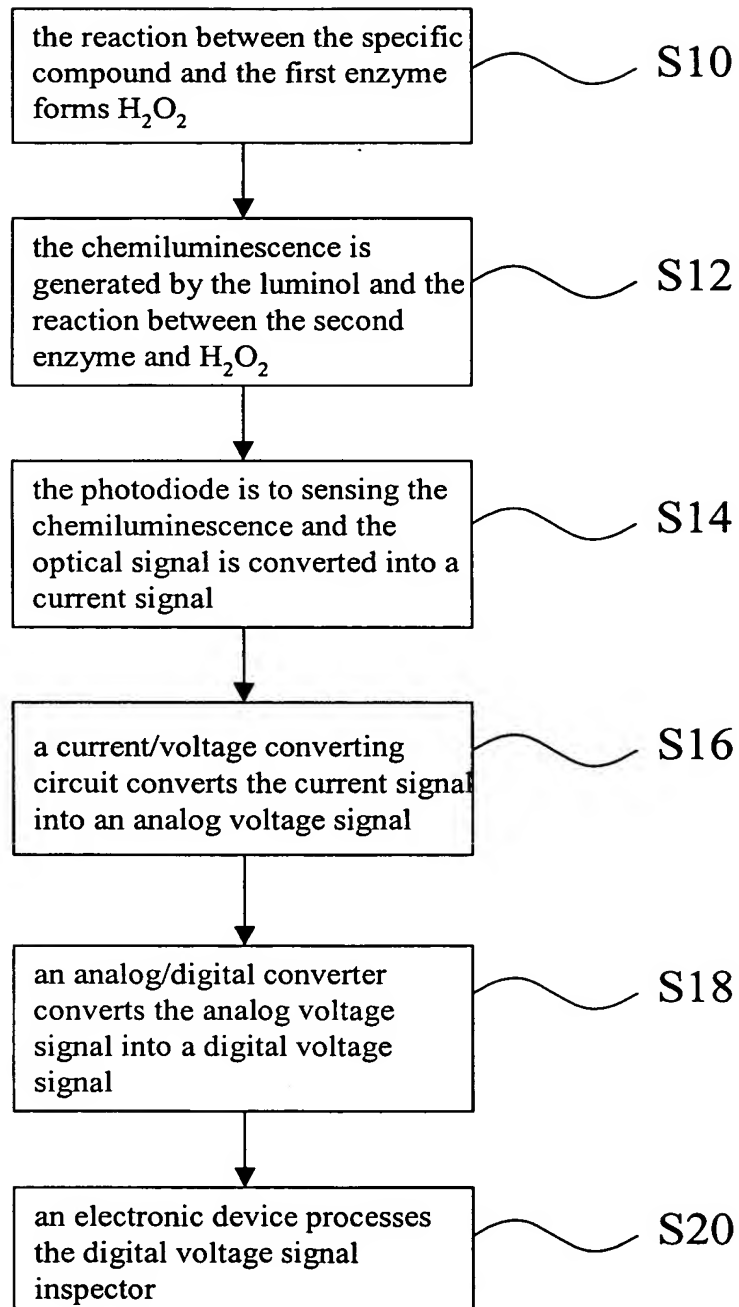 the reaction between the specific
compound and the first enzyme
forms H₂O₂
S10
the chemiluminescence is
generated by the luminol and the
reaction between the second
enzyme and H₂O₂
S12
the photodiode is to sensing the
chemiluminescence and the
optical signal is converted into a
current signal
S14
a current/voltage converting
circuit converts the current signal
into an analog voltage signal
S16
an analog/digital converter
converts the analog voltage
signal into a digital voltage
signal
S18
an electronic device processes
the digital voltage signal
inspector
S20